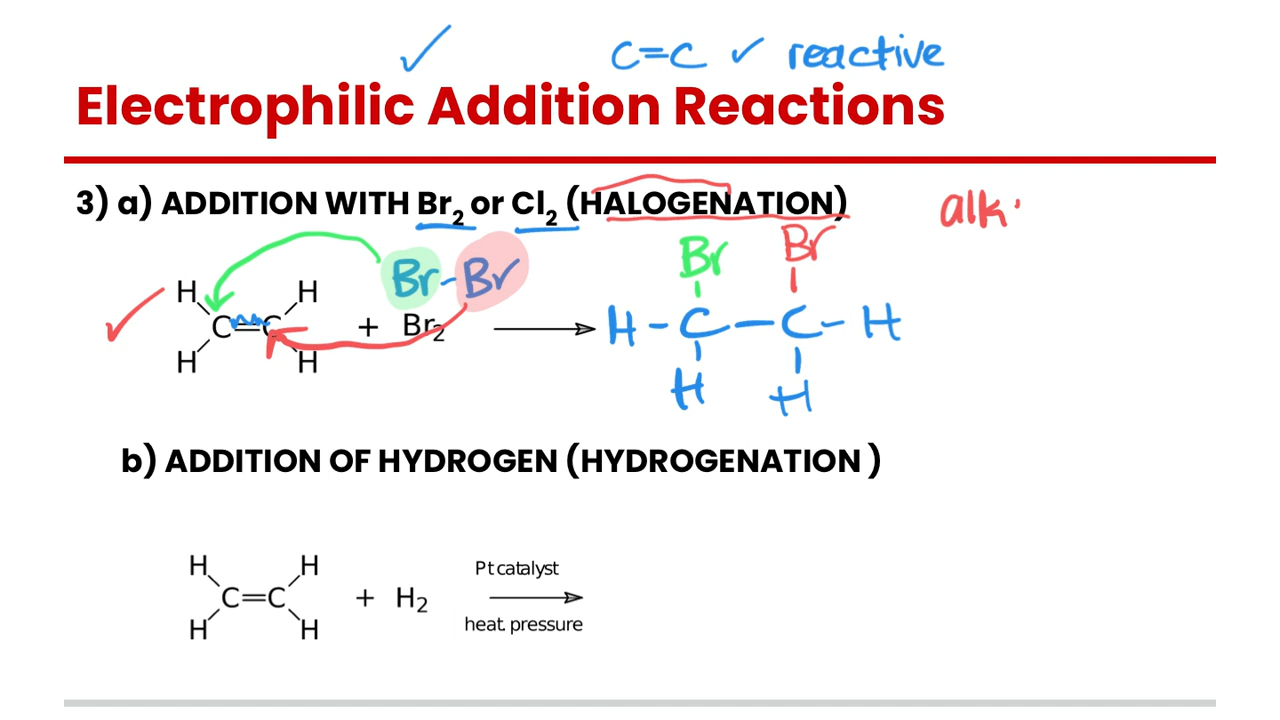 ✓ C=C ✓ reactive
Electrophilic Addition Reactions
3) a) ADDITION WITH Br₂ or Cl₂ (HALOGENATION) alk
Br Br
Br-Br
H H
C=C + Br₂ H-C-C-H
H H
H H
b) ADDITION OF HYDROGEN (HYDROGENATION )
H H Pt catalyst
C=C + H₂
H H heat. pressure